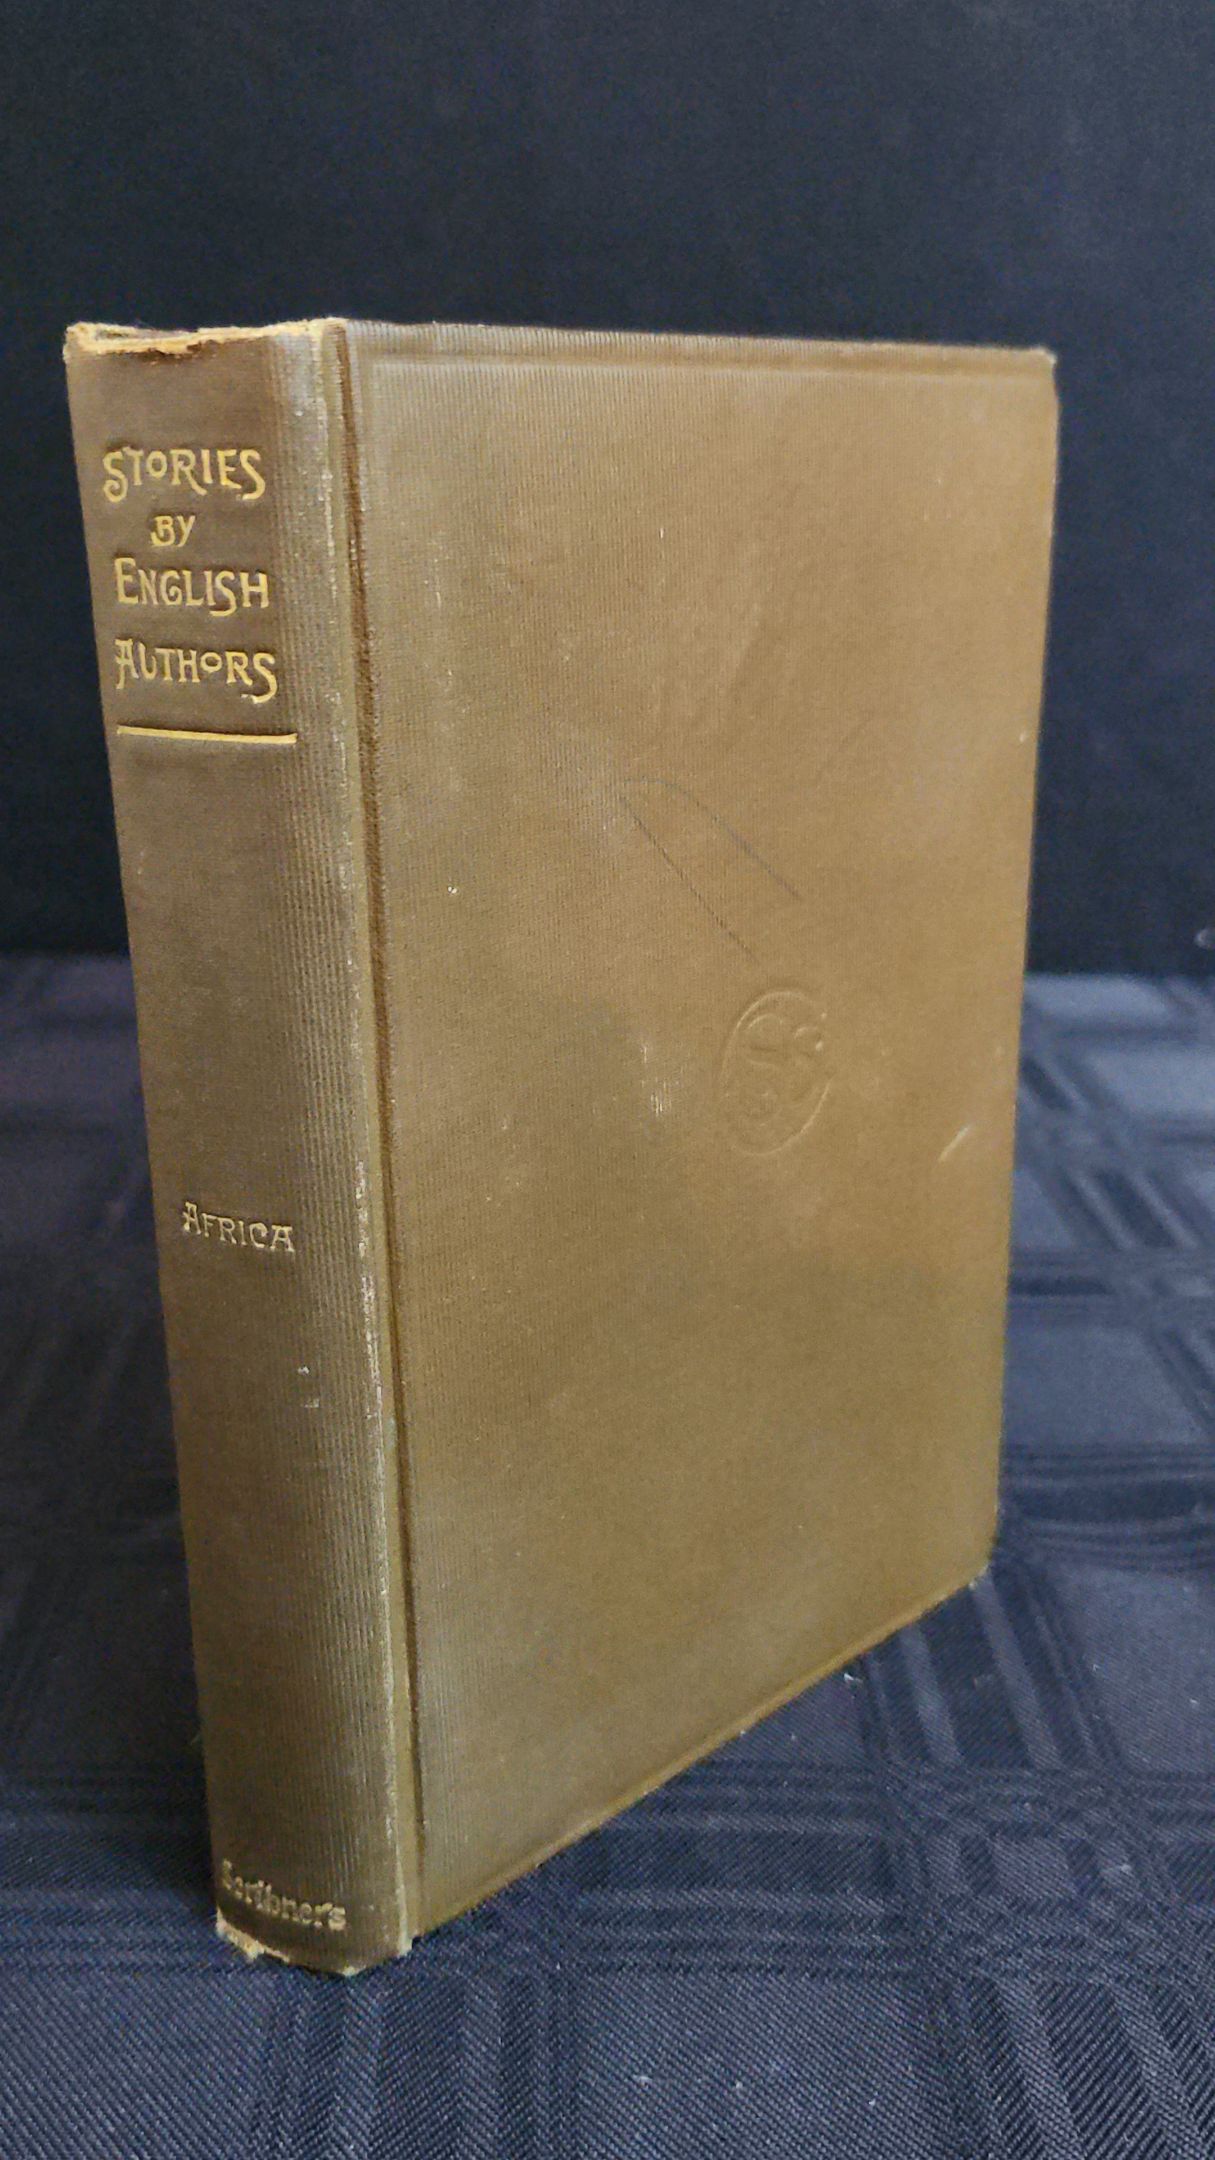 STORIES
BY
ENGLISH
AUTHORS
AFRICA
Scribner's